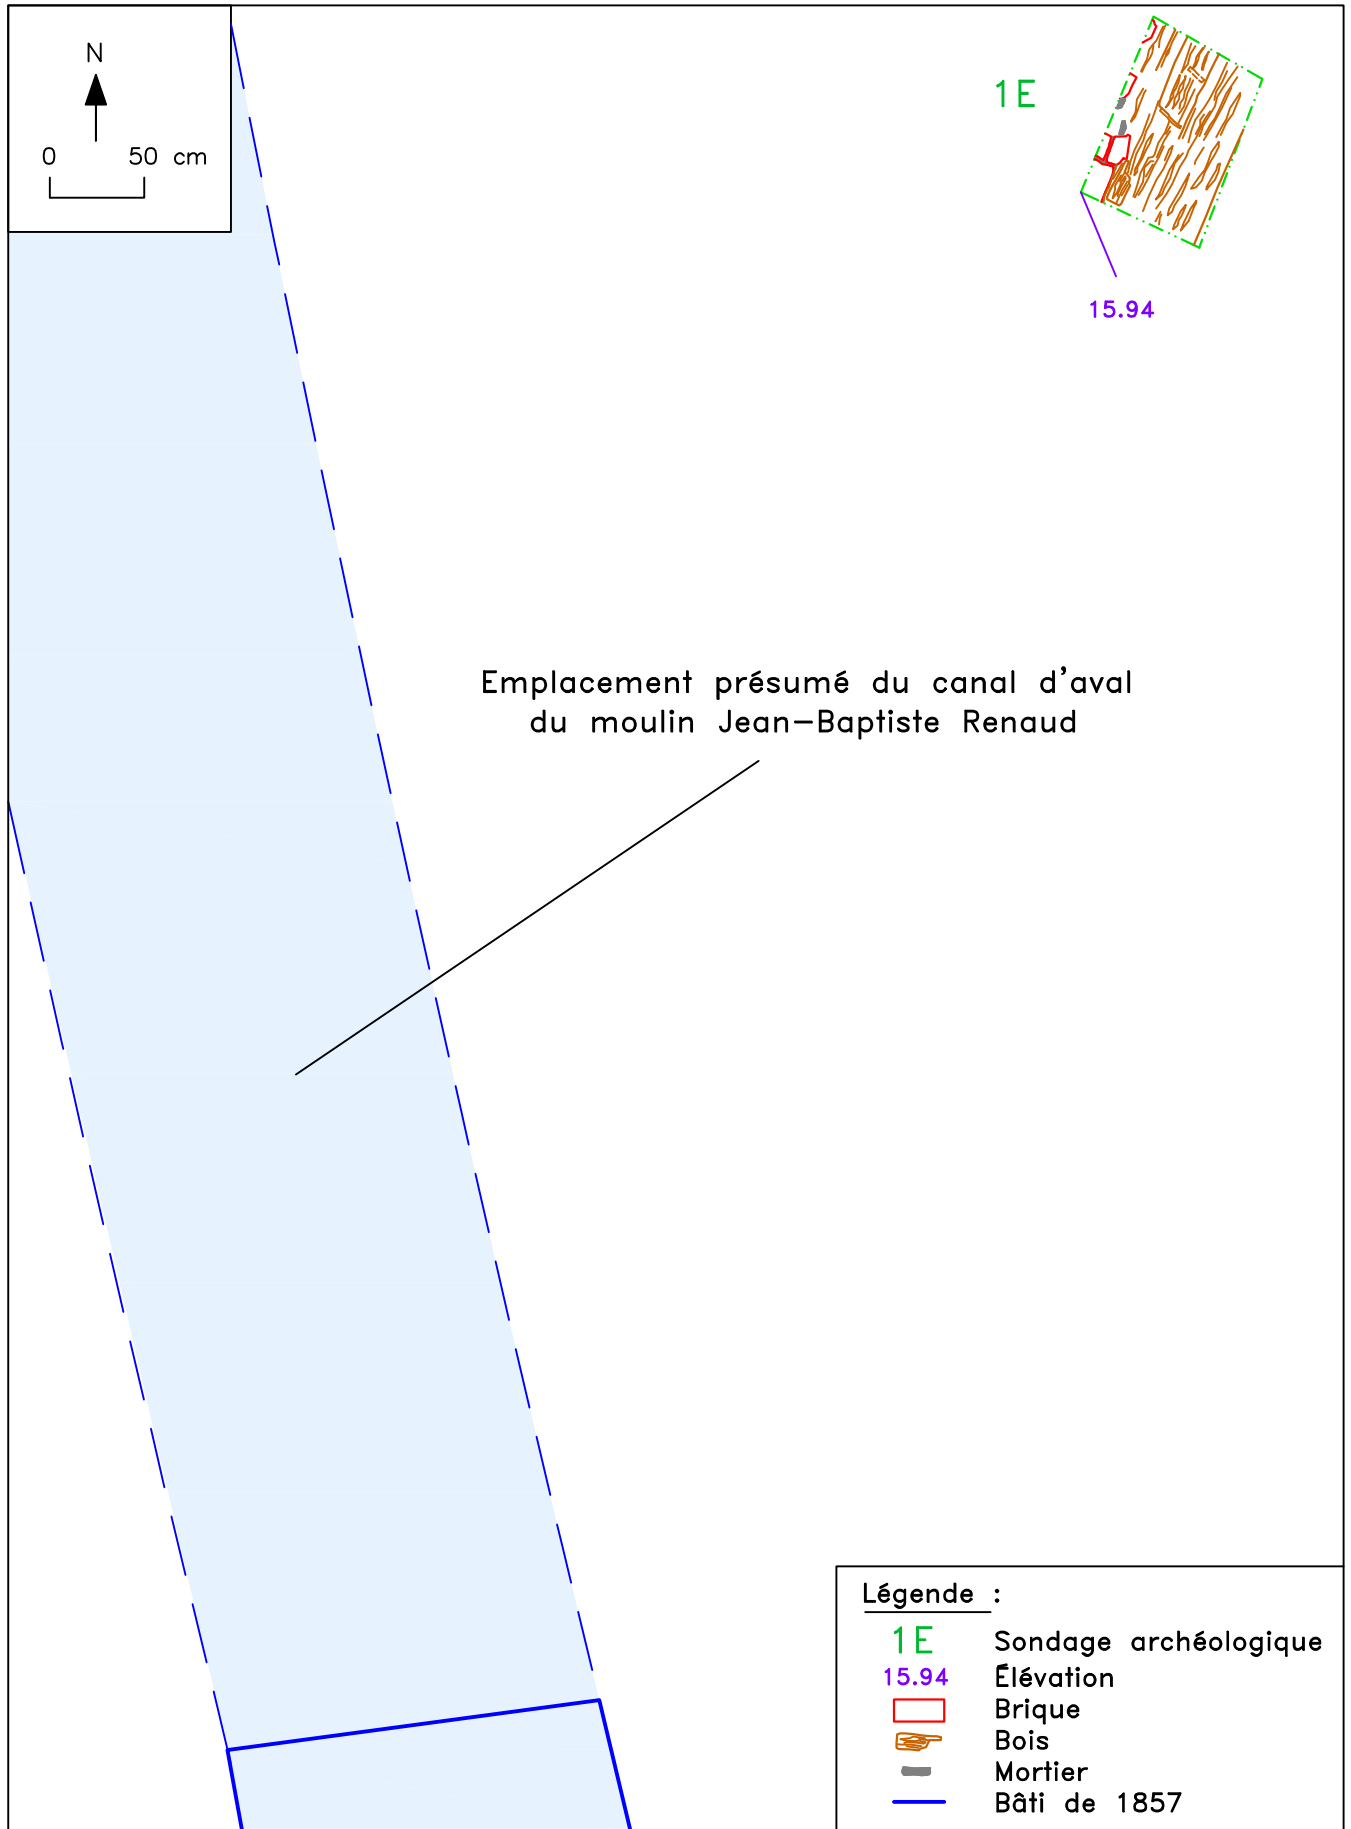 N
0 50 cm
1E
15.94
Emplacement présumé du canal d'aval
du moulin Jean-Baptiste Renaud
Légende :
1E Sondage archéologique
15.94 Élévation
Brique
Bois
Mortier
Bâti de 1857